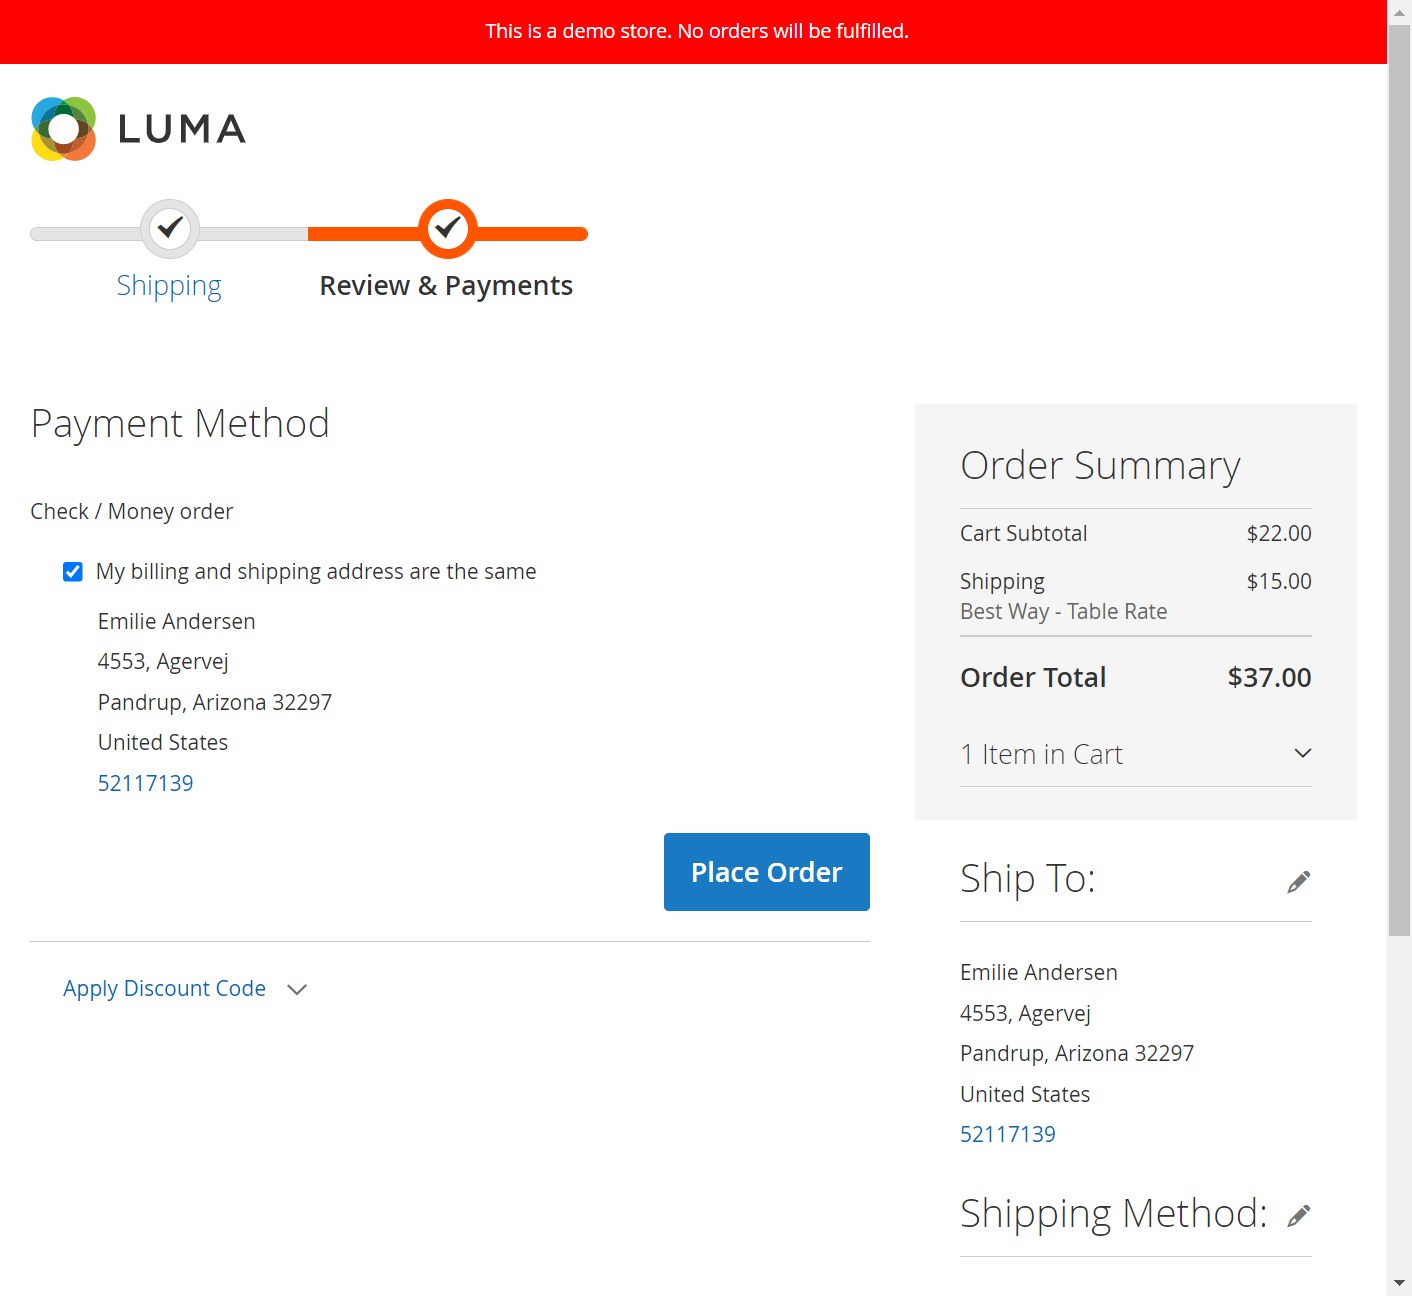 This is a demo store. No orders will be fulfilled.
LUMA
Shipping
Review & Payments
Payment Method
Check / Money order
My billing and shipping address are the same
Emilie Andersen
4553, Agervej
Pandrup, Arizona 32297
United States
52117139
Place Order
Apply Discount Code
Order Summary
Cart Subtotal $22.00
Shipping $15.00
Best Way - Table Rate
Order Total $37.00
1 Item in Cart
Ship To:
Emilie Andersen
4553, Agervej
Pandrup, Arizona 32297
United States
52117139
Shipping Method: